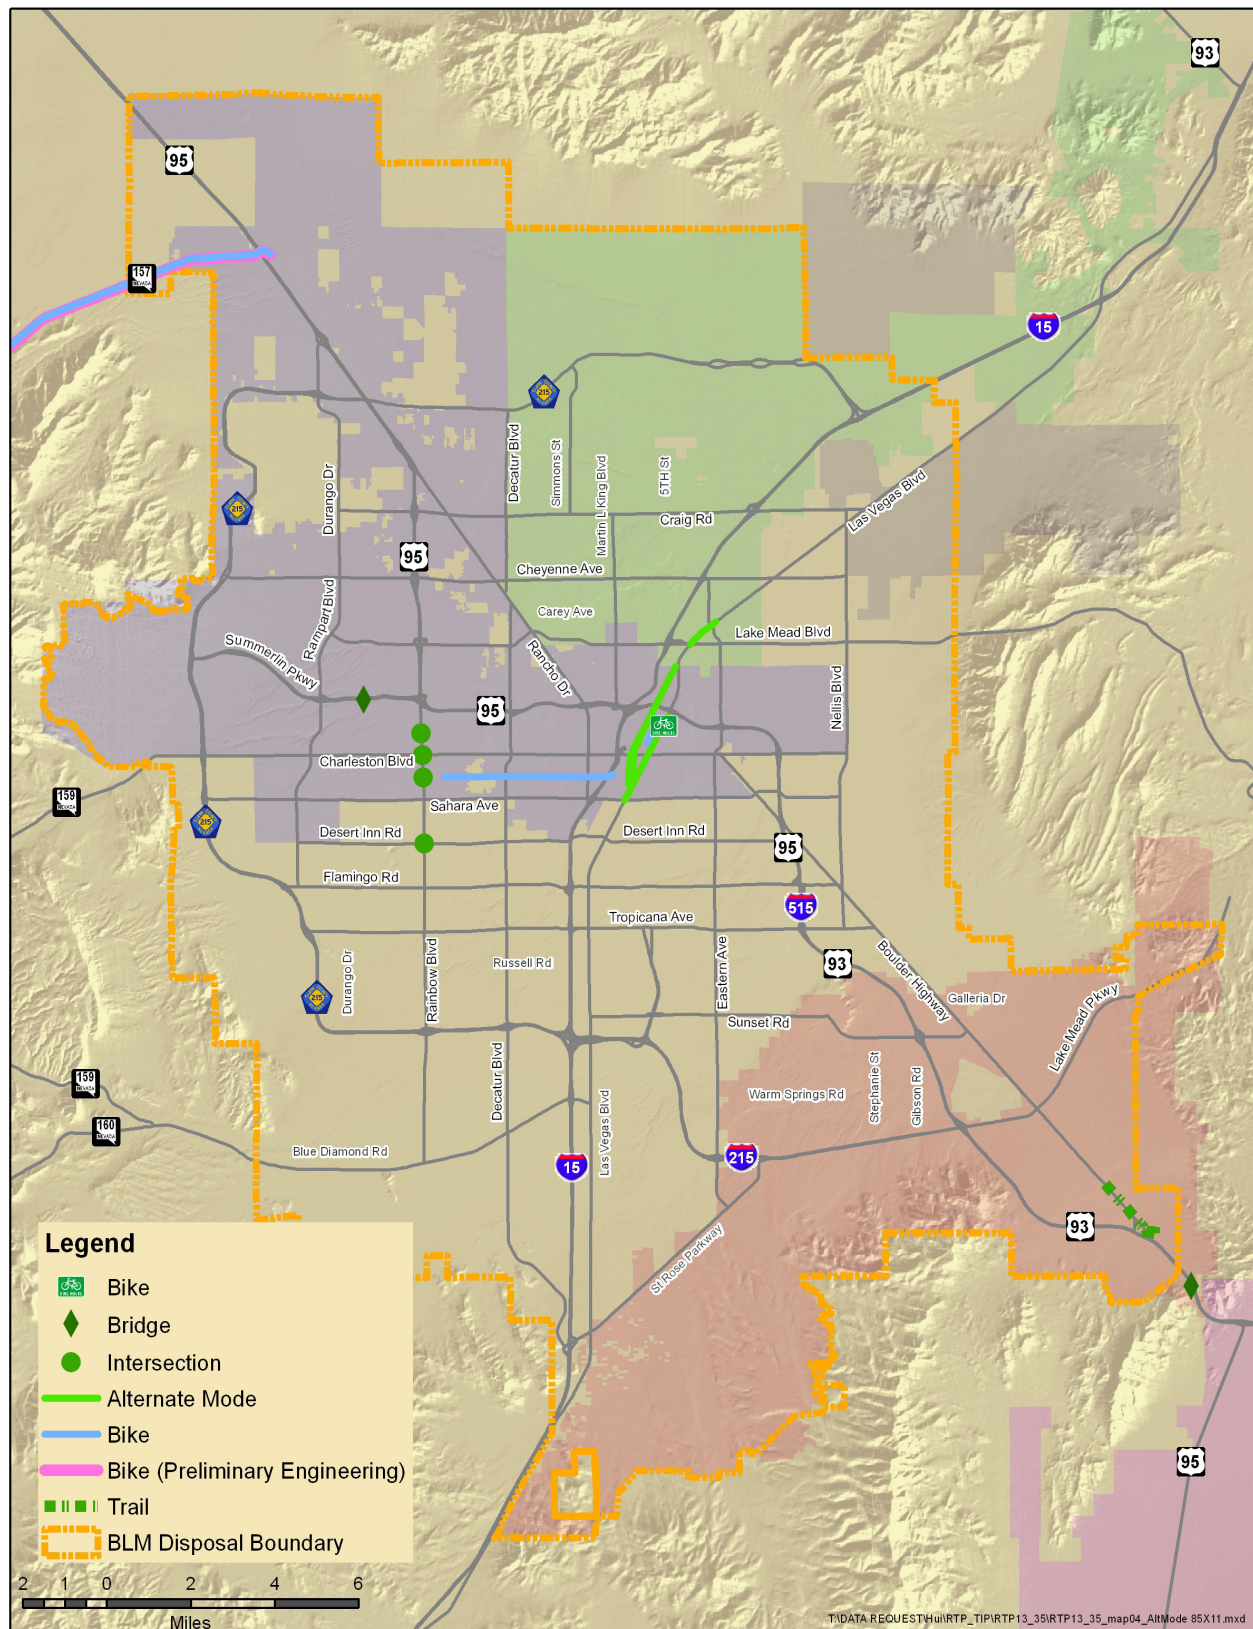 93
95
157
NEVADA
15
215
Decatur Blvd
Simmons St
Martin L King Blvd
5TH St
Durango Dr
215
Las Vegas Blvd
Craig Rd
95
Cheyenne Ave
Rampart Blvd
Carey Ave
Lake Mead Blvd
Summerlin Pkwy
Rancho Dr
Nellis Blvd
95
Charleston Blvd
159
NEVADA
Sahara Ave
215
Desert Inn Rd
Desert Inn Rd
95
Flamingo Rd
515
Tropicana Ave
Boulder Highway
Durango Dr
Rainbow Blvd
Russell Rd
Eastern Ave
93
215
Galleria Dr
Lake Mead Pkwy
Sunset Rd
Decatur Blvd
159
NEVADA
Stephanie St
Gibson Rd
Las Vegas Blvd
Warm Springs Rd
160
NEVADA
Blue Diamond Rd
15
215
93
St Rose Parkway
Legend
Bike
Bridge
Intersection
Alternate Mode
Bike
Bike (Preliminary Engineering)
Trail
BLM Disposal Boundary
95
2 1 0 2 4 6
Miles
T:\DATA REQUEST\Hui\RTP_TIP\RTP13_35\RTP13_35_map04_AltMode 85X11.mxd